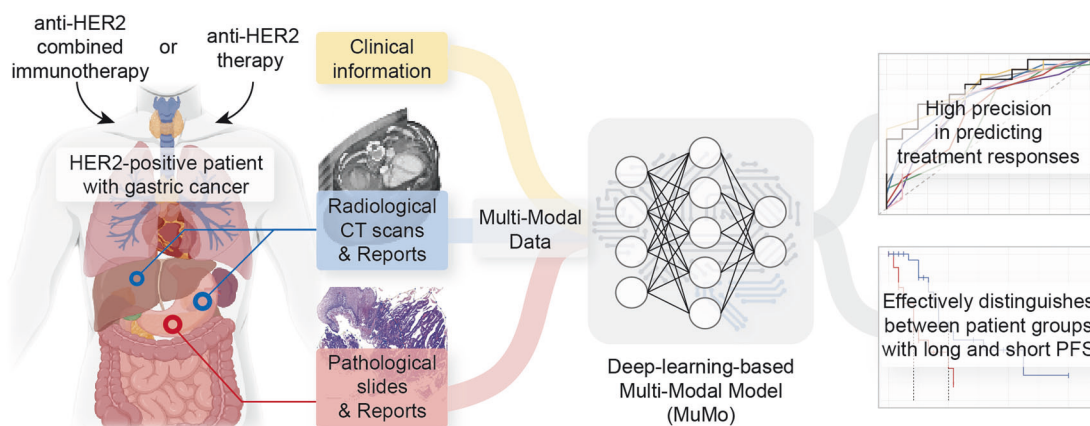 anti-HER2
combined
immunotherapy
or
anti-HER2
therapy
HER2-positive patient
with gastric cancer
Clinical
information
Radiological
CT scans
& Reports
Pathological
slides
& Reports
Multi-Modal
Data
Deep-learning-based
Multi-Modal Model
(MuMo)
High precision
in predicting
treatment responses
Effectively distinguishes
between patient groups
with long and short PFS